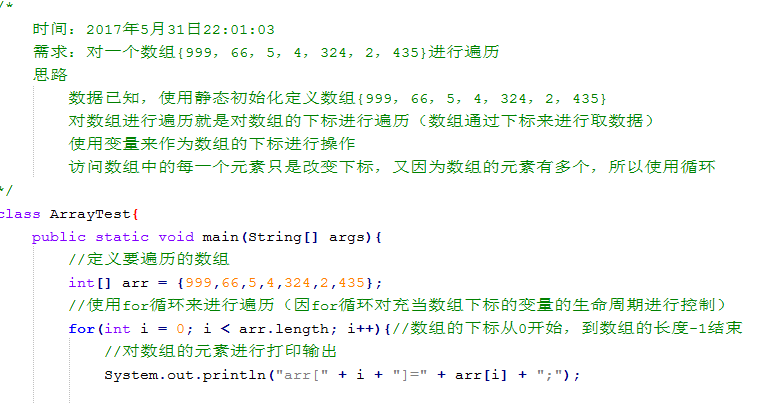 /*
时间：2017年5月31日22:01:03
需求：对一个数组{999，66，5，4，324，2，435}进行遍历
思路
数据已知，使用静态初始化定义数组{999，66，5，4，324，2，435}
对数组进行遍历就是对数组的下标进行遍历（数组通过下标来进行取数据）
使用变量来作为数组的下标进行操作
访问数组中的每一个元素只是改变下标，又因为数组的元素有多个，所以使用循环
*/
class ArrayTest{
public static void main(String[] args){
//定义要遍历的数组
int[] arr = {999,66,5,4,324,2,435};
//使用for循环来进行遍历（因for循环对充当数组下标的变量的生命周期进行控制）
for(int i = 0; i < arr.length; i++){//数组的下标从0开始，到数组的长度-1结束
//对数组的元素进行打印输出
System.out.println("arr[" + i + "]=" + arr[i] + ";");